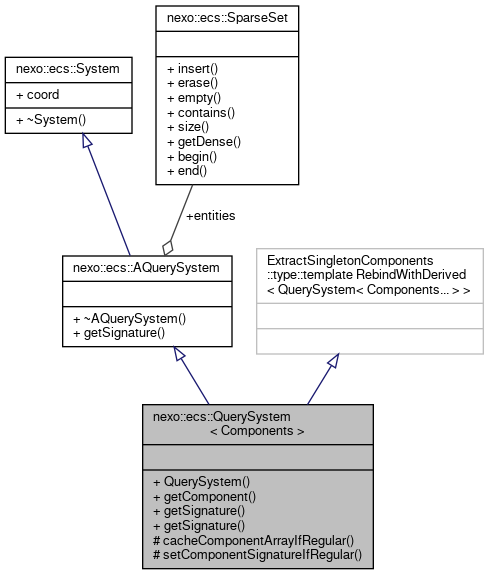 nexo::ecs::SparseSet
+ insert()
+ erase()
+ empty()
+ contains()
+ size()
+ getDense()
+ begin()
+ end()
nexo::ecs::System
+ coord
+ ~System()
+entities
nexo::ecs::AQuerySystem
+ ~AQuerySystem()
+ getSignature()
ExtractSingletonComponents
::type::template RebindWithDerived
< QuerySystem< Components... > >
nexo::ecs::QuerySystem
< Components >
+ QuerySystem()
+ getComponent()
+ getSignature()
+ getSignature()
# cacheComponentArrayIfRegular()
# setComponentSignatureIfRegular()